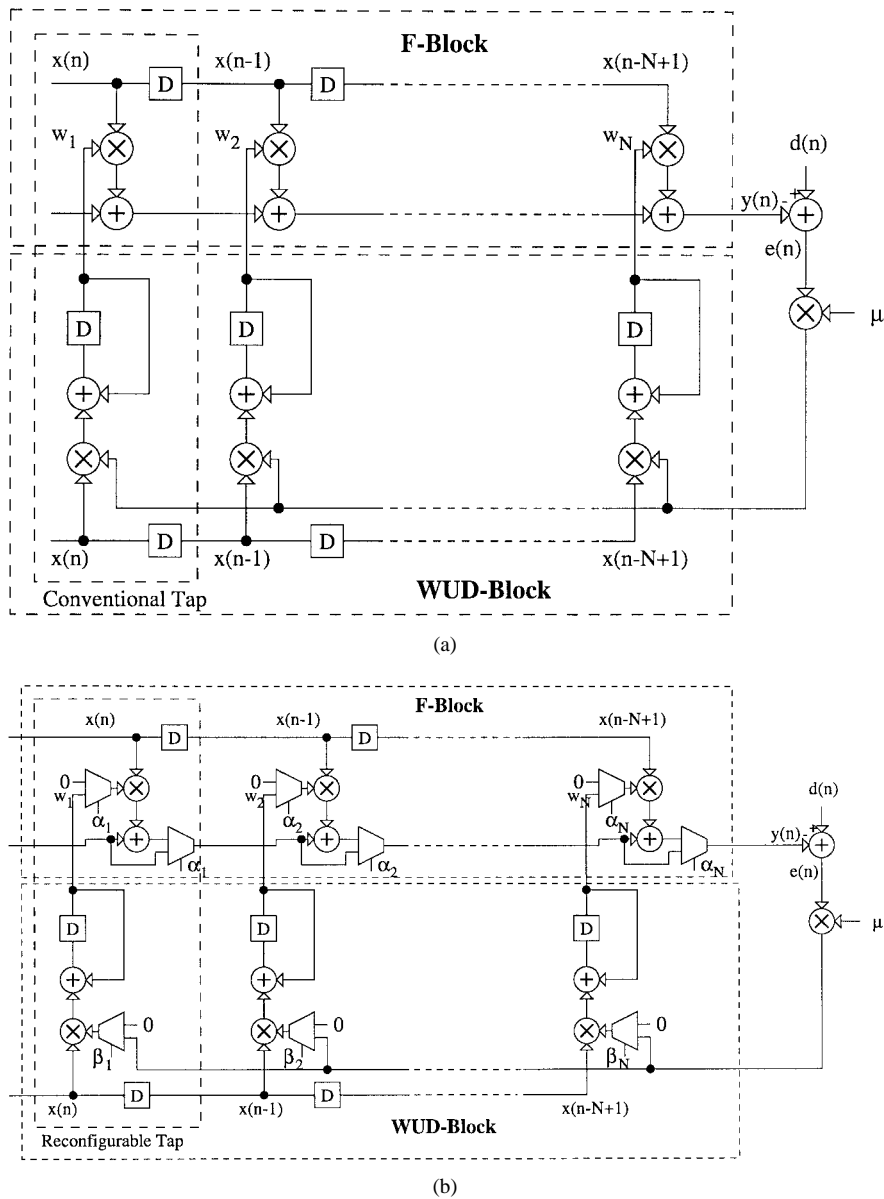 F-Block
x(n) x(n-1) x(n-N+1)
D D
w1 w2 wN
d(n)
× × ×
y(n) - +
+ + + +
e(n)
× μ
D D D
+ + +
× × ×
D D
x(n) x(n-1) x(n-N+1)
Conventional Tap WUD-Block
(a)
F-Block
x(n) x(n-1) x(n-N+1)
D D
0 0 0
× × ×
w1 w2 wN
d(n)
α1 α2 αN
y(n) - +
+ + + +
α1 α2 αN
e(n)
D D D
× μ
+ + +
0 0 0
× × ×
β1 β2 βN
D D
x(n) x(n-1) x(n-N+1)
Reconfigurable Tap WUD-Block
(b)